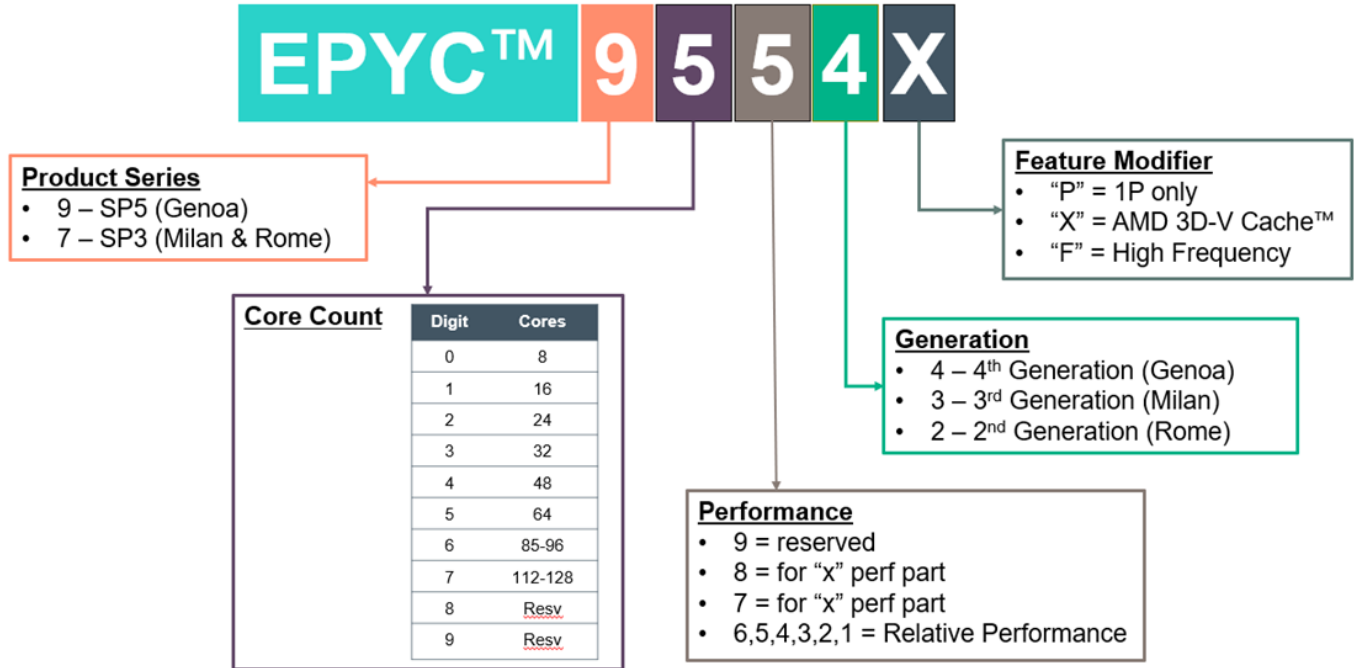 EPYC™ 9 5 5 4 X
Product Series
• 9 – SP5 (Genoa)
• 7 – SP3 (Milan & Rome)
Feature Modifier
• “P” = 1P only
• “X” = AMD 3D-V Cache™
• “F” = High Frequency
Core Count
Digit Cores
0 8
1 16
2 24
3 32
4 48
5 64
6 85-96
7 112-128
8 Resv
9 Resv
Generation
• 4 – 4th Generation (Genoa)
• 3 – 3rd Generation (Milan)
• 2 – 2nd Generation (Rome)
Performance
• 9 = reserved
• 8 = for “x” perf part
• 7 = for “x” perf part
• 6,5,4,3,2,1 = Relative Performance